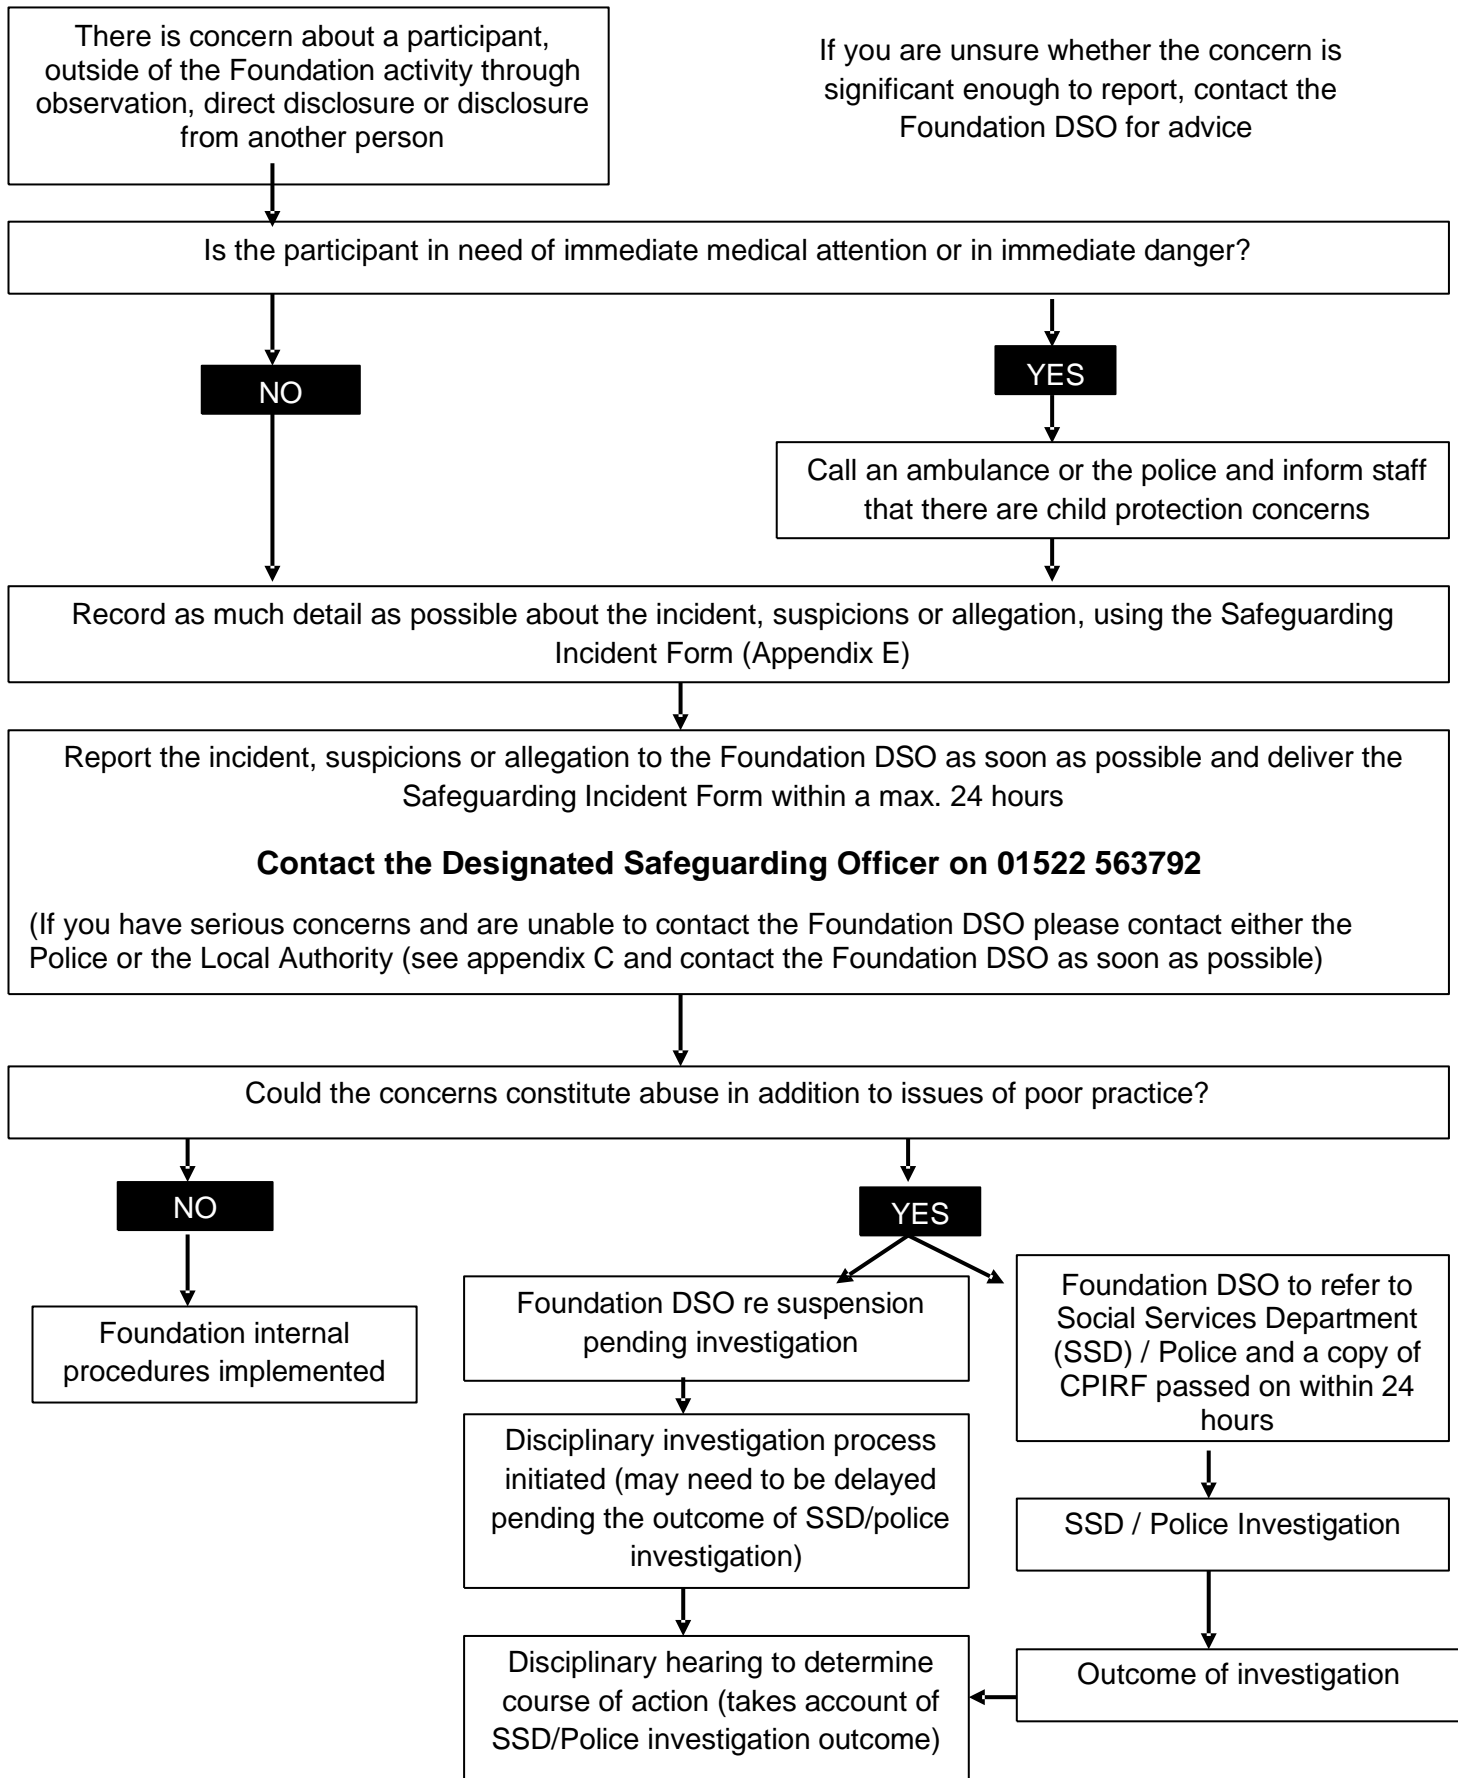 There is concern about a participant,
outside of the Foundation activity through
observation, direct disclosure or disclosure
from another person
If you are unsure whether the concern is
significant enough to report, contact the
Foundation DSO for advice
Is the participant in need of immediate medical attention or in immediate danger?
NO
YES
Call an ambulance or the police and inform staff
that there are child protection concerns
Record as much detail as possible about the incident, suspicions or allegation, using the Safeguarding
Incident Form (Appendix E)
Report the incident, suspicions or allegation to the Foundation DSO as soon as possible and deliver the
Safeguarding Incident Form within a max. 24 hours
Contact the Designated Safeguarding Officer on 01522 563792
(If you have serious concerns and are unable to contact the Foundation DSO please contact either the
Police or the Local Authority (see appendix C and contact the Foundation DSO as soon as possible)
Could the concerns constitute abuse in addition to issues of poor practice?
NO
YES
Foundation internal
procedures implemented
Foundation DSO re suspension
pending investigation
Foundation DSO to refer to
Social Services Department
(SSD) / Police and a copy of
CPIRF passed on within 24
hours
Disciplinary investigation process
initiated (may need to be delayed
pending the outcome of SSD/police
investigation)
SSD / Police Investigation
Disciplinary hearing to determine
course of action (takes account of
SSD/Police investigation outcome)
Outcome of investigation